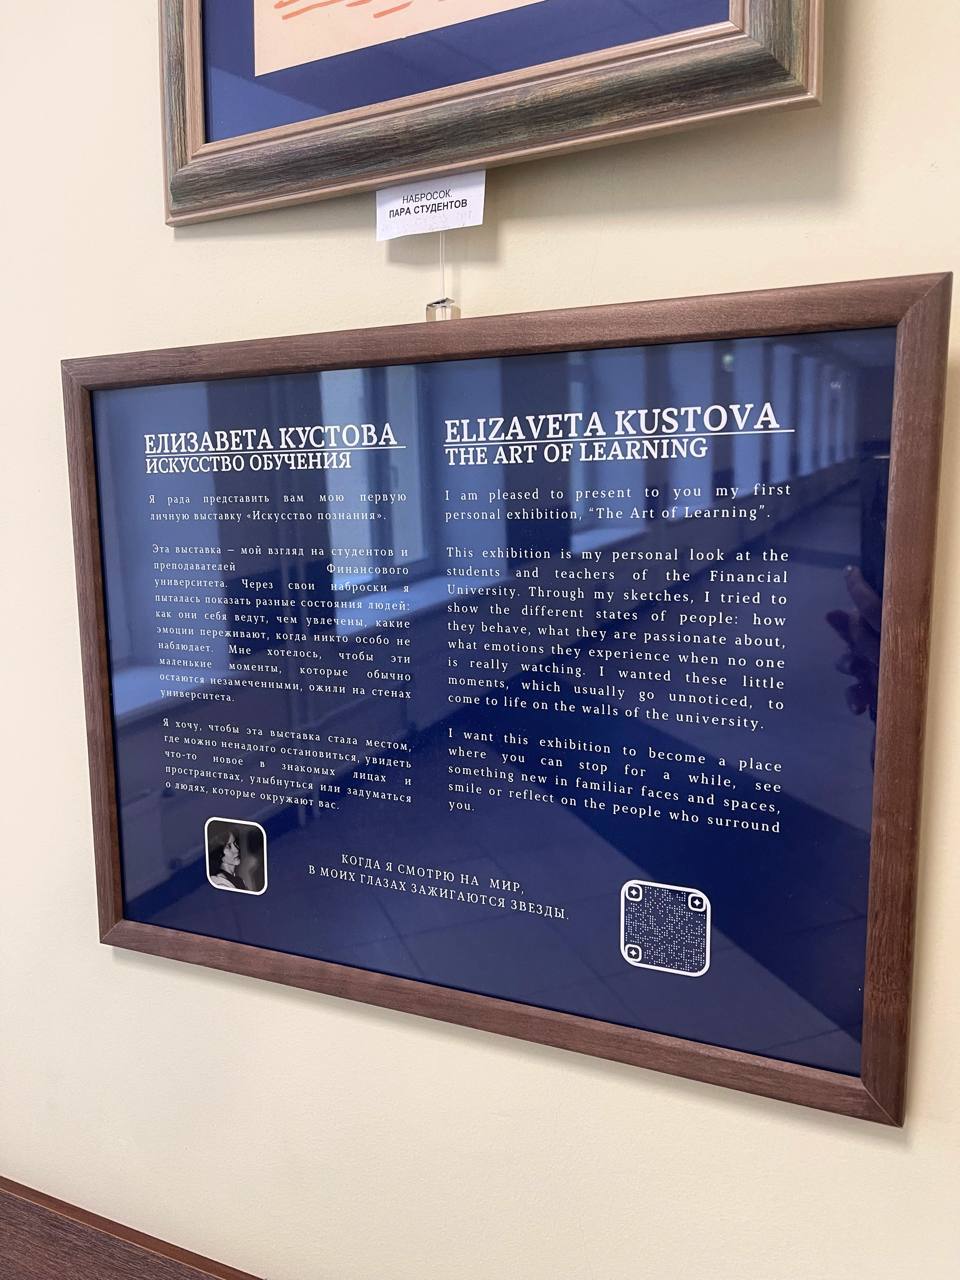 НАБРОСОК.
ПАРА СТУДЕНТОВ
ЕЛИЗАВЕТА КУСТОВА
ИСКУССТВО ОБУЧЕНИЯ
Я рада представить вам мою первую
личную выставку «Искусство познания».
Эта выставка – мой взгляд на студентов и
преподавателей Финансового
университета. Через свои наброски я
пыталась показать разные состояния людей:
как они себя ведут, чем увлечены, какие
эмоции переживают, когда никто особо не
наблюдает. Мне хотелось, чтобы эти
маленькие моменты, которые обычно
остаются незамеченными, ожили на стенах
университета.
Я хочу, чтобы эта выставка стала местом,
где можно ненадолго остановиться, увидеть
что-то новое в знакомых лицах и
пространствах, улыбнуться или задуматься
о людях, которые окружают вас.
ELIZAVETA KUSTOVA
THE ART OF LEARNING
I am pleased to present to you my first
personal exhibition, “The Art of Learning”.
This exhibition is my personal look at the
students and teachers of the Financial
University. Through my sketches, I tried to
show the different states of people: how
they behave, what they are passionate about,
what emotions they experience when no one
is really watching. I wanted these little
moments, which usually go unnoticed, to
come to life on the walls of the university.
I want this exhibition to become a place
where you can stop for a while, see
something new in familiar faces and spaces,
smile or reflect on the people who surround
you.
КОГДА Я СМОТРЮ НА МИР,
В МОИХ ГЛАЗАХ ЗАЖИГАЮТСЯ ЗВЕЗДЫ.